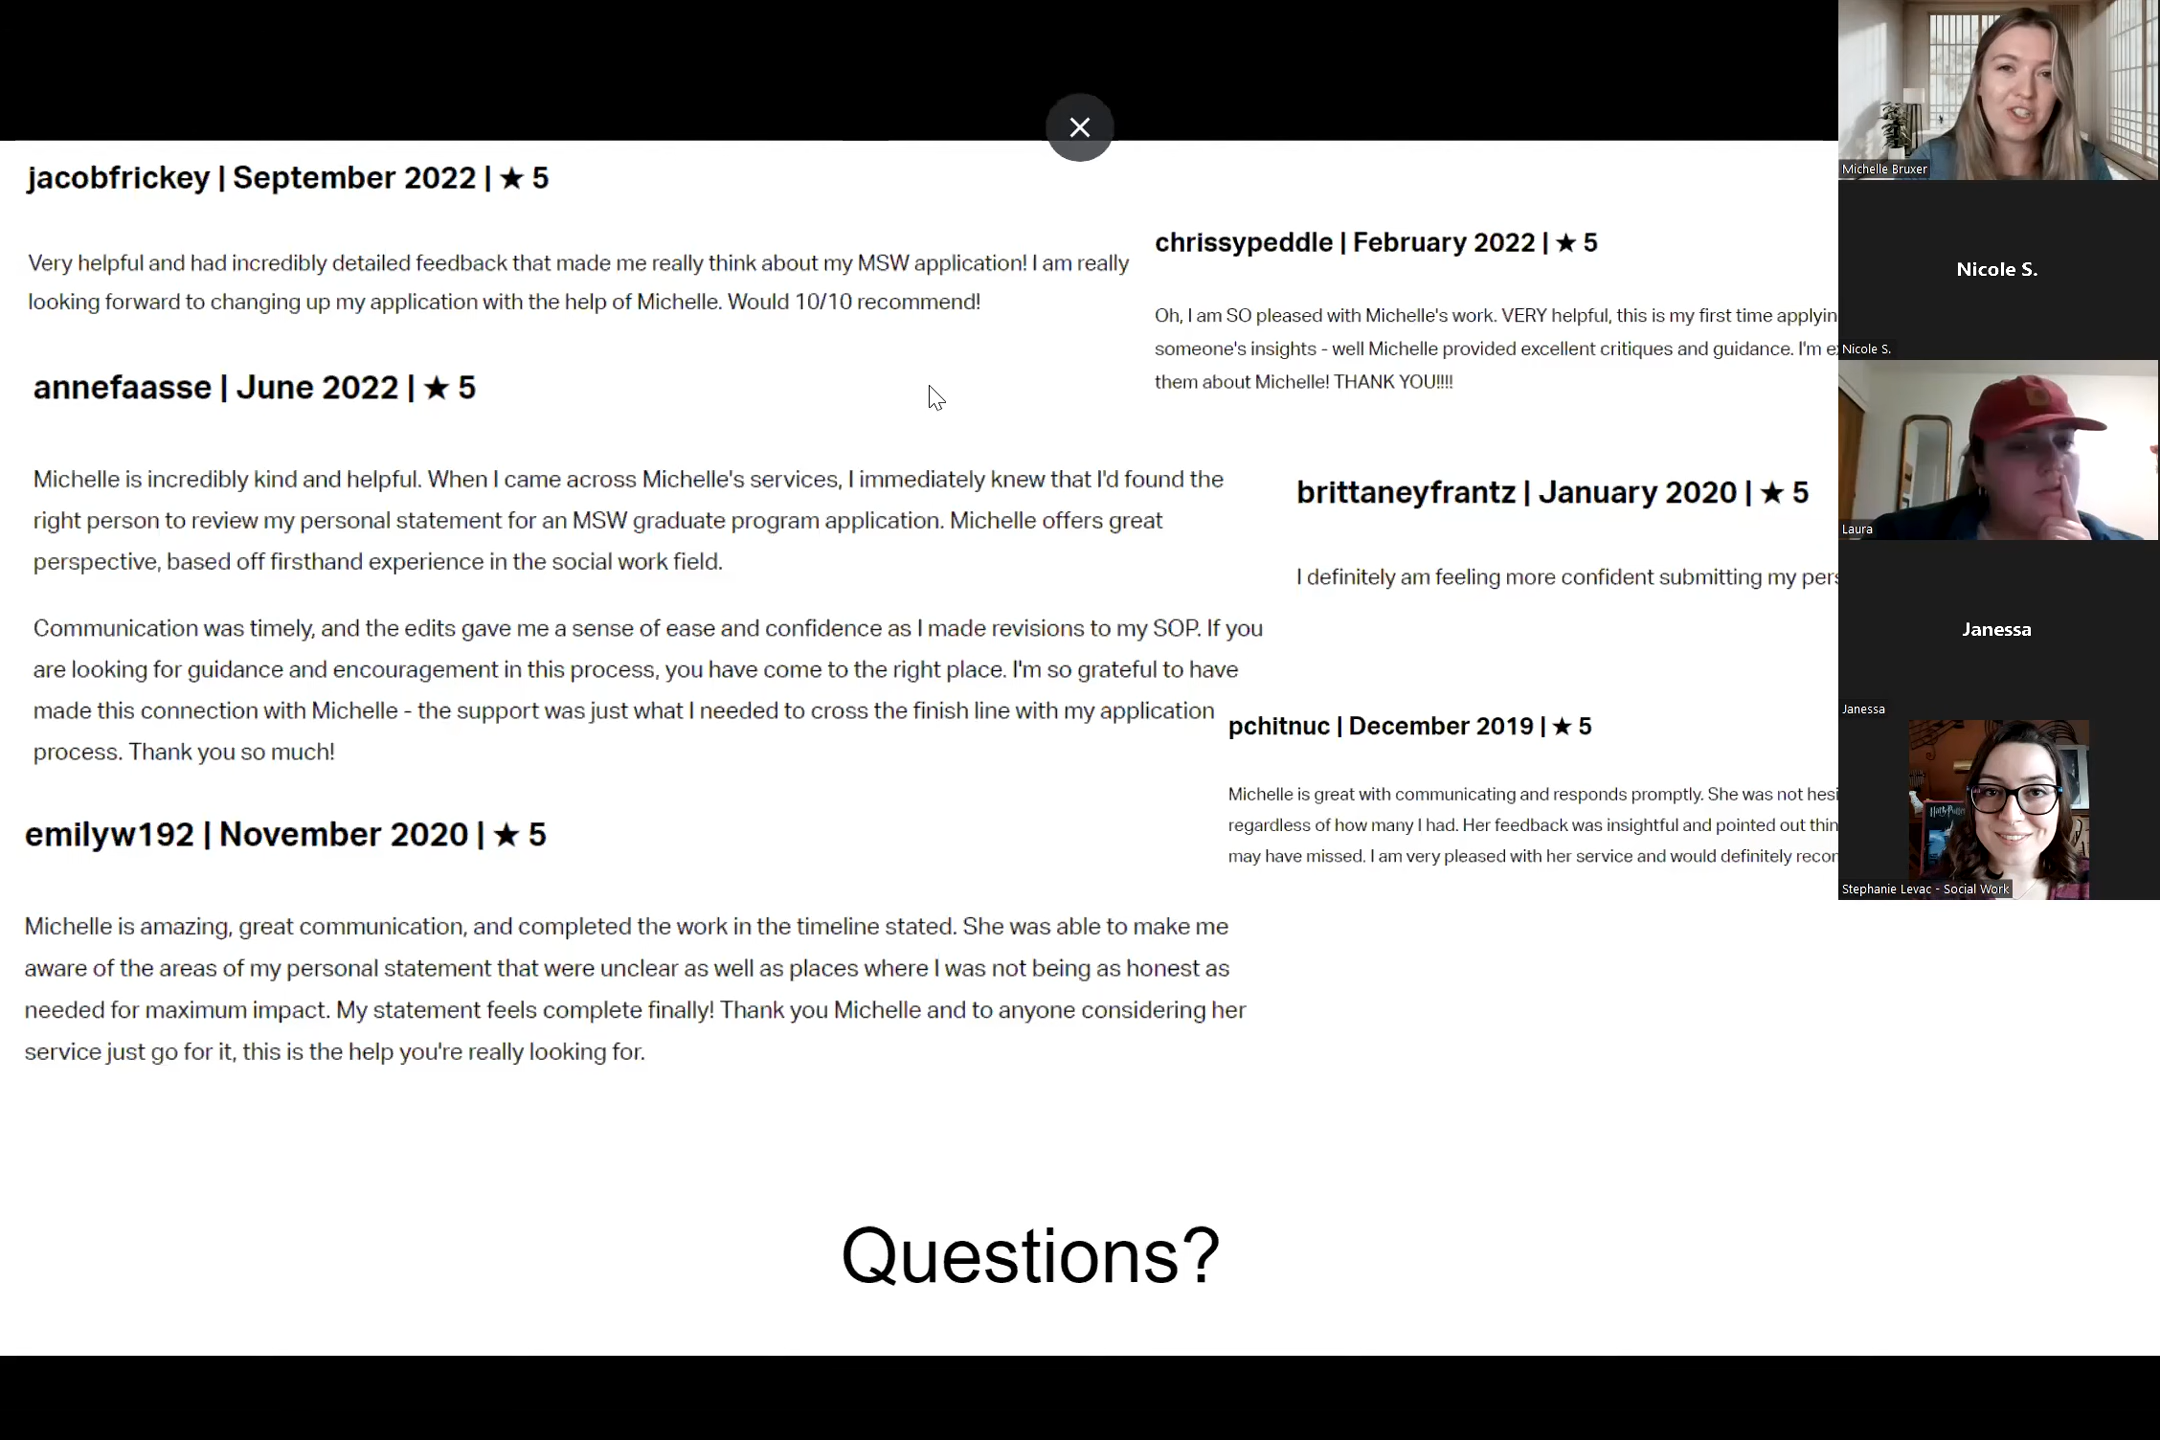 jacobfrickey | September 2022 | ★ 5
Very helpful and had incredibly detailed feedback that made me really think about my MSW application! I am really
looking forward to changing up my application with the help of Michelle. Would 10/10 recommend!
annefaasse | June 2022 | ★ 5
Michelle is incredibly kind and helpful. When I came across Michelle's services, I immediately knew that I'd found the
right person to review my personal statement for an MSW graduate program application. Michelle offers great
perspective, based off firsthand experience in the social work field.
Communication was timely, and the edits gave me a sense of ease and confidence as I made revisions to my SOP. If you
are looking for guidance and encouragement in this process, you have come to the right place. I'm so grateful to have
made this connection with Michelle - the support was just what I needed to cross the finish line with my application
process. Thank you so much!
emilyw192 | November 2020 | ★ 5
Michelle is amazing, great communication, and completed the work in the timeline stated. She was able to make me
aware of the areas of my personal statement that were unclear as well as places where I was not being as honest as
needed for maximum impact. My statement feels complete finally! Thank you Michelle and to anyone considering her
service just go for it, this is the help you're really looking for.
chrissypeddle | February 2022 | ★ 5
Oh, I am SO pleased with Michelle's work. VERY helpful, this is my first time applyin
someone's insights - well Michelle provided excellent critiques and guidance. I'm e
them about Michelle! THANK YOU!!!!
brittaneyfrantz | January 2020 | ★ 5
I definitely am feeling more confident submitting my pers
pchitnuc | December 2019 | ★ 5
Michelle is great with communicating and responds promptly. She was not hesi
regardless of how many I had. Her feedback was insightful and pointed out thin
may have missed. I am very pleased with her service and would definitely recor
Questions?
Michelle Bruxer
Nicole S.
Nicole S.
Laura
Janessa
Janessa
Harry Potter
Stephanie Levac - Social Work